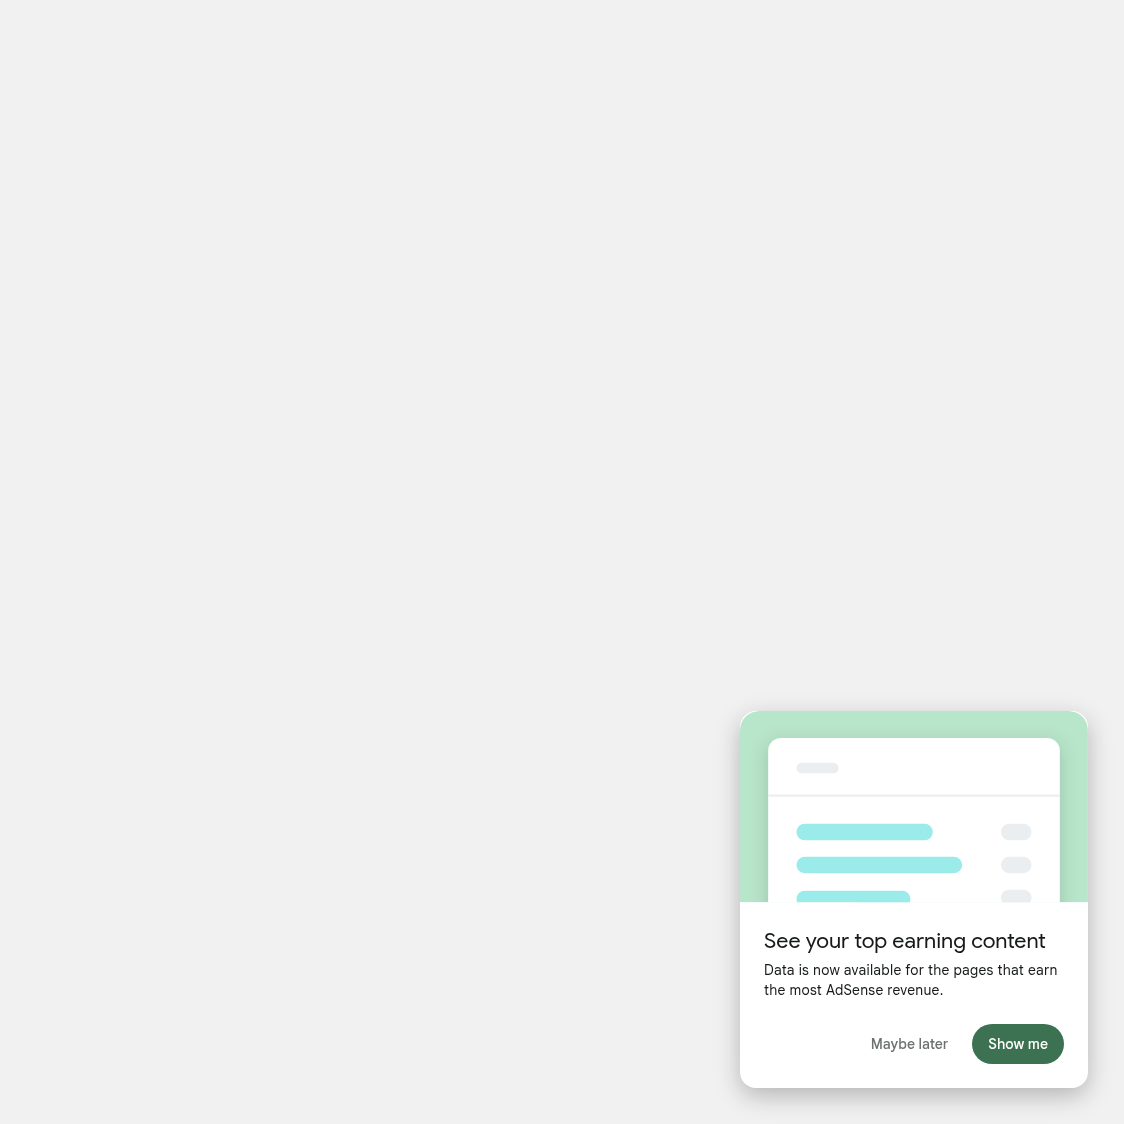 See your top earning content
Data is now available for the pages that earn
the most AdSense revenue.
Maybe later
Show me